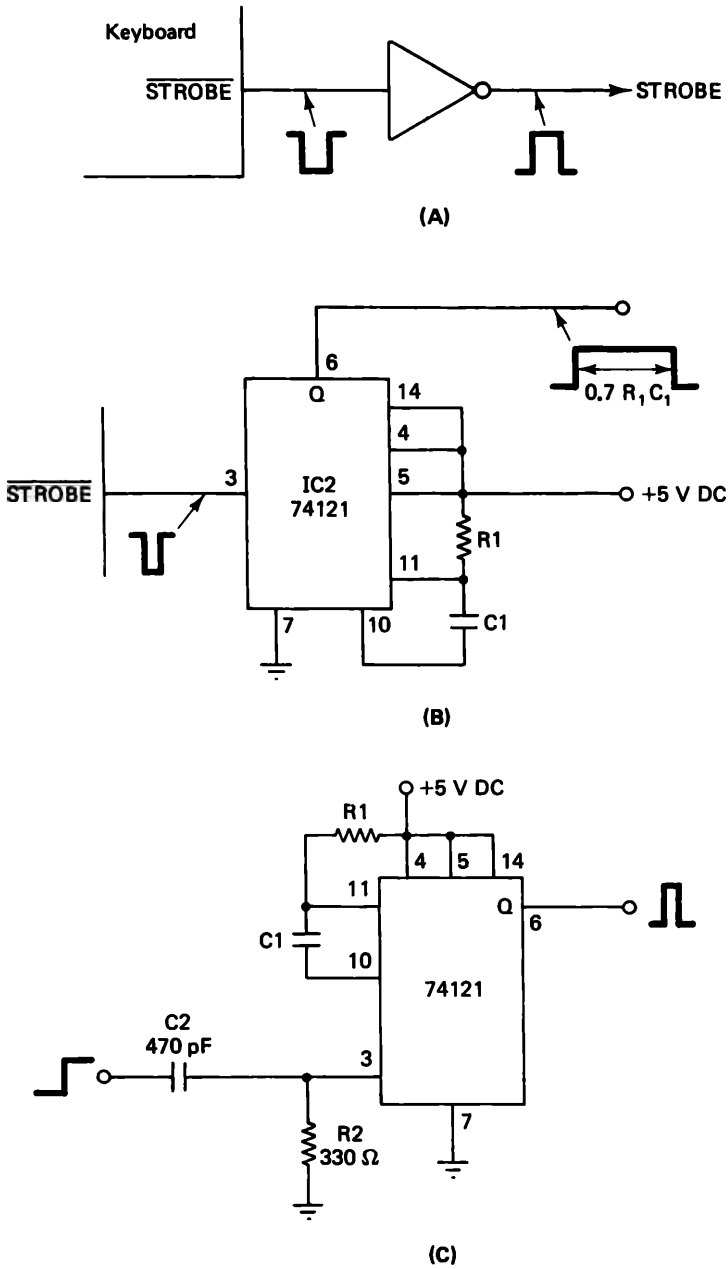 Keyboard
STROBE
STROBE
(A)
6
Q
14
4
5
11
3
IC2
74121
STROBE
+5 V DC
R1
C1
7
10
0.7 R₁ C₁
(B)
+5 V DC
R1
4
5
14
11
Q
6
C1
10
74121
C2
470 pF
3
R2
330 Ω
7
(C)